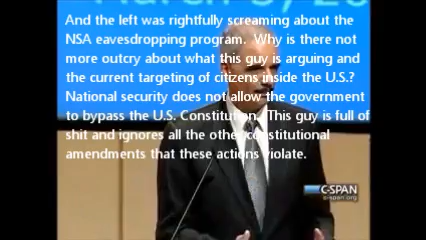 And the left was rightfully screaming about the
NSA eavesdropping program.  Why is there not
more outcry about what this guy is arguing and
the current targeting of citizens inside the U.S.?
National security does not allow the government
to bypass the U.S. Constitution.  This guy is full of
shit and ignores all the other constitutional
amendments that these actions violate.
C-SPAN
c-span.org